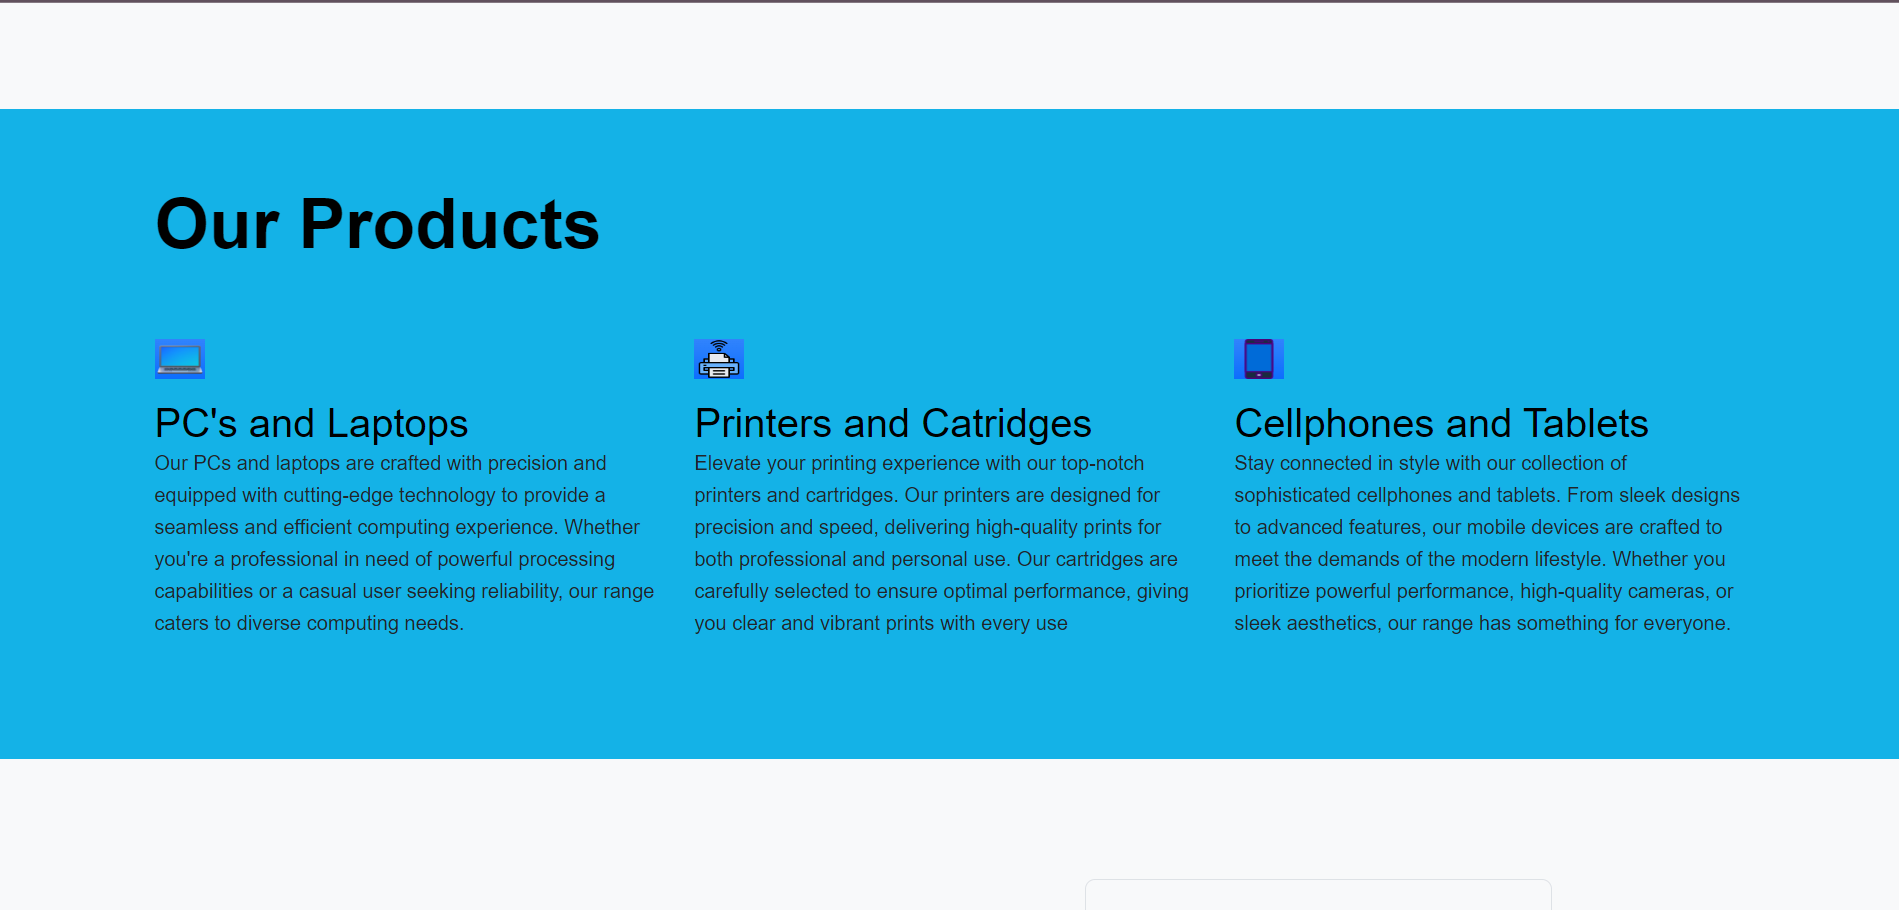 Our Products
PC's and Laptops
Our PCs and laptops are crafted with precision and
equipped with cutting-edge technology to provide a
seamless and efficient computing experience. Whether
you're a professional in need of powerful processing
capabilities or a casual user seeking reliability, our range
caters to diverse computing needs.
Printers and Catridges
Elevate your printing experience with our top-notch
printers and cartridges. Our printers are designed for
precision and speed, delivering high-quality prints for
both professional and personal use. Our cartridges are
carefully selected to ensure optimal performance, giving
you clear and vibrant prints with every use
Cellphones and Tablets
Stay connected in style with our collection of
sophisticated cellphones and tablets. From sleek designs
to advanced features, our mobile devices are crafted to
meet the demands of the modern lifestyle. Whether you
prioritize powerful performance, high-quality cameras, or
sleek aesthetics, our range has something for everyone.